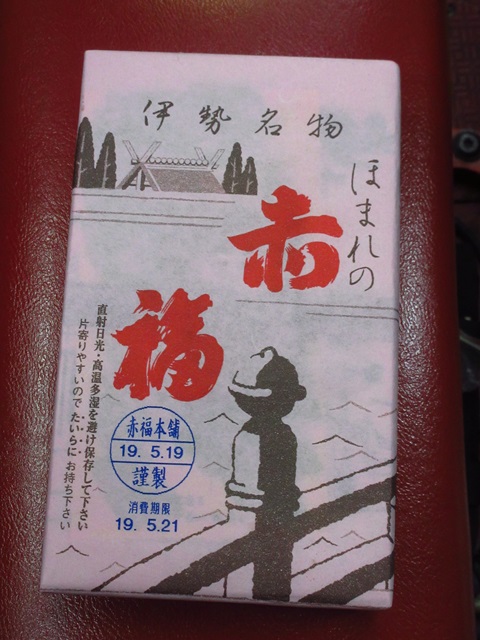 伊勢名物
ほまれの
赤福
直射日光・高温多湿を避け保存して下さい
片寄りやすいので たいらに お持ち下さい
赤福本舗
19. 5.19
謹製
消費期限
19. 5.21